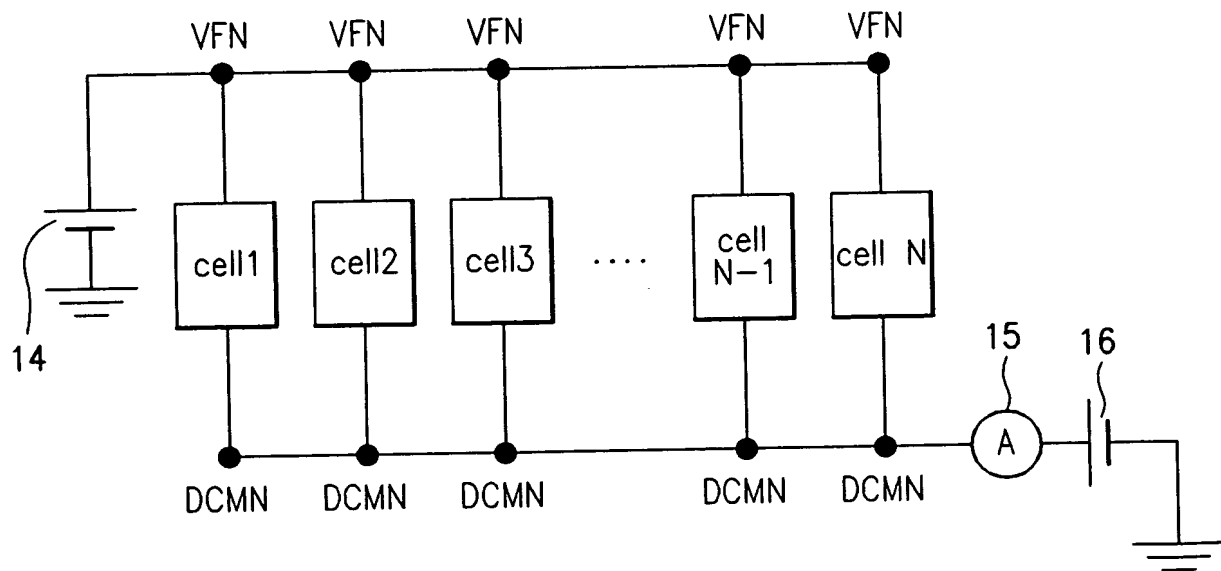 VFN VFN VFN VFN VFN
cell1 cell2 cell3 .... cell N-1 cell N
14
15 16
A
DCMN DCMN DCMN DCMN DCMN